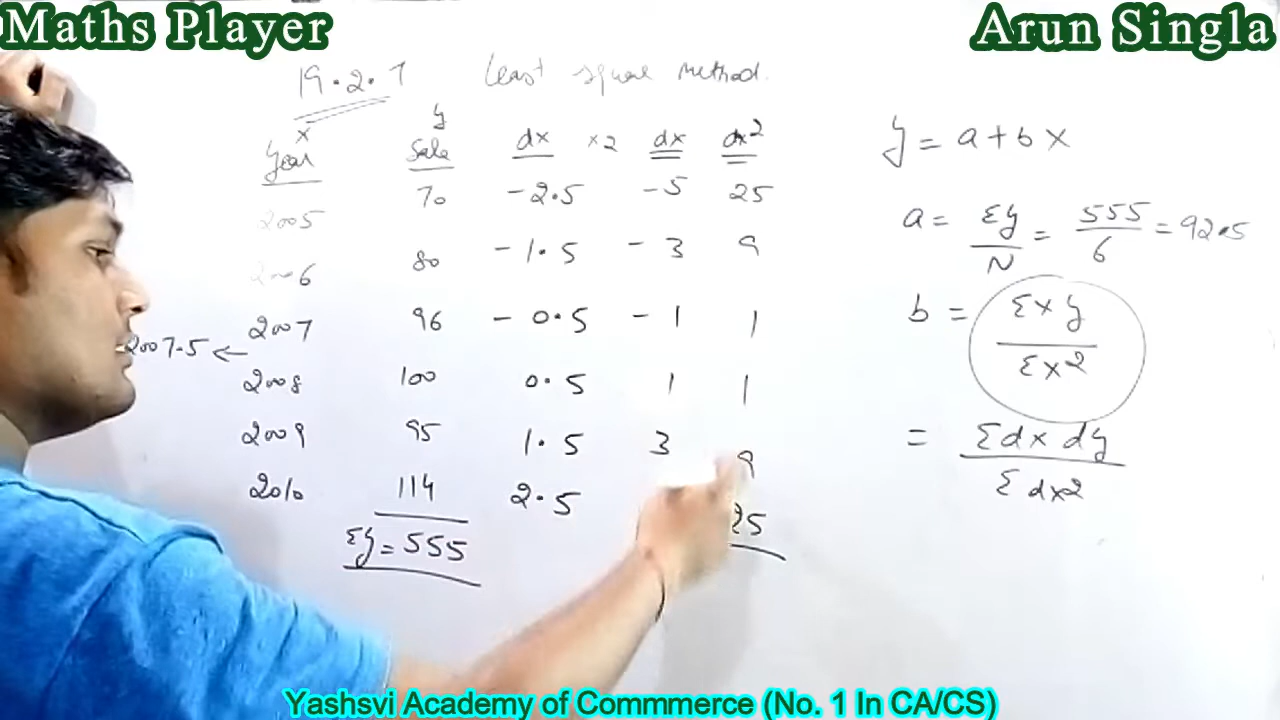 Maths Player
Arun Singla
19.2.7 Least square Method.
x y
Year Sale dx ×2 dx dx2
2005 70 -2.5 -5 25
2006 80 -1.5 -3 9
2007 96 -0.5 -1 1
2007.5 ←
2008 100 0.5 1 1
2009 95 1.5 3 9
2010 114 2.5 25
Σy = 555
y = a + b x
a = Σy / N = 555 / 6 = 92.5
b = Σxy / Σx2
= Σdx dy / Σdx2
Yashsvi Academy of Commmerce (No. 1 In CA/CS)